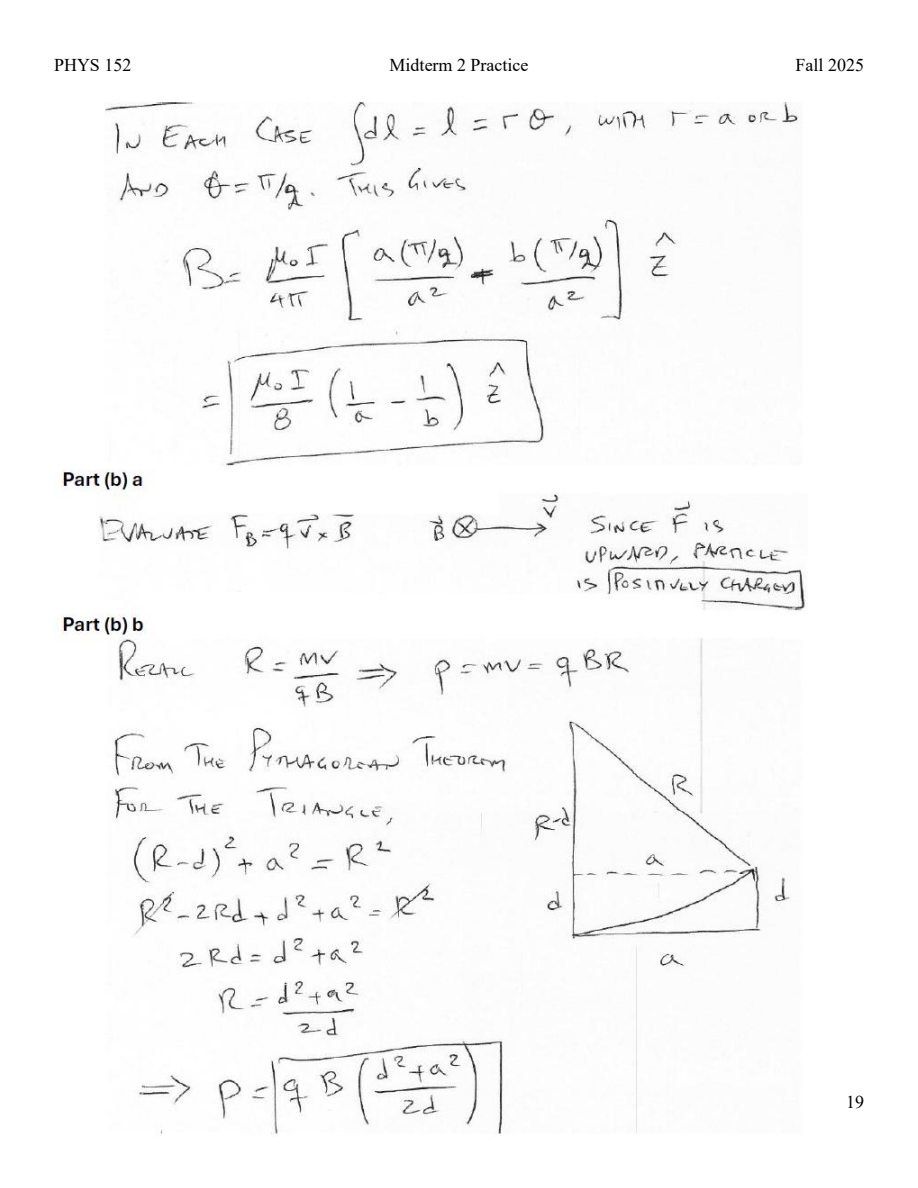 PHYS 152 Midterm 2 Practice Fall 2025
IN EACH CASE ∫dl = l = rθ, WITH r = a OR b
AND θ = π/2. THIS GIVES
B = μ₀I/4π [ a(π/2)/a² - b(π/2)/a² ] ẑ
= μ₀I/8 (1/a - 1/b) ẑ
Part (b) a
EVALUATE F_B = qv⃗ × B⃗ B⃗ ⊗ → v⃗ SINCE F⃗ IS
UPWARD, PARTICLE
IS POSITIVELY CHARGED
Part (b) b
RECALL R = mv/qB ⟹ p = mv = qBR
FROM THE PYTHAGOREAN THEOREM
FOR THE TRIANGLE,
(R-d)² + a² = R²
R² - 2Rd + d² + a² = R²
2Rd = d² + a²
R = d² + a²/2d
⟹ p = q B (d² + a²/2d)
R
R-d
a
d
d
a
19